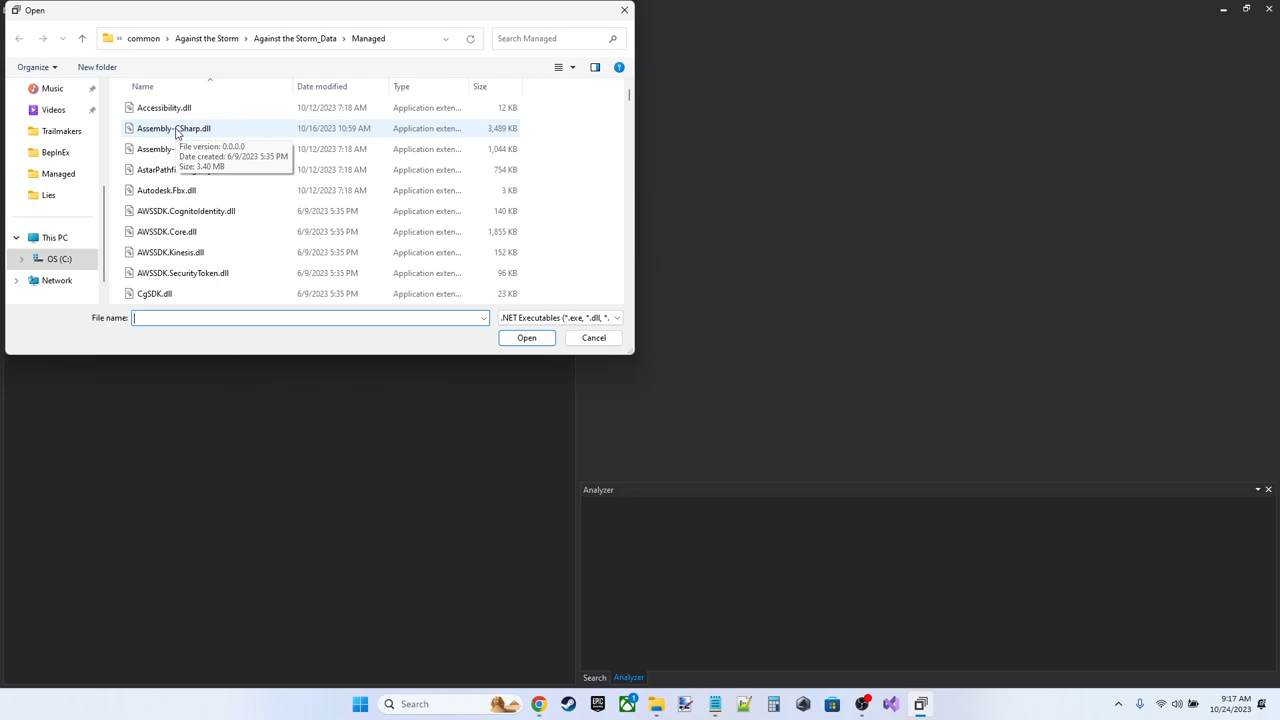 Open
« common › Against the Storm › Against the Storm_Data › Managed
Search Managed
Organize
New folder
Name
Date modified
Type
Size
Music
Videos
Trailmakers
BepInEx
Managed
Lies
This PC
OS (C:)
Network
Accessibility.dll 10/12/2023 7:18 AM Application exten... 12 KB
Assembly- Sharp.dll 10/16/2023 10:59 AM Application exten... 3,489 KB
Assembly- 10/12/2023 7:18 AM Application exten... 1,044 KB
AstarPathfi 10/12/2023 7:18 AM Application exten... 754 KB
Autodesk.Fbx.dll 10/12/2023 7:18 AM Application exten... 3 KB
AWSSDK.CognitoIdentity.dll 6/9/2023 5:35 PM Application exten... 140 KB
AWSSDK.Core.dll 6/9/2023 5:35 PM Application exten... 1,855 KB
AWSSDK.Kinesis.dll 6/9/2023 5:35 PM Application exten... 152 KB
AWSSDK.SecurityToken.dll 6/9/2023 5:35 PM Application exten... 96 KB
CgSDK.dll 6/9/2023 5:35 PM Application exten... 23 KB
File version: 0.0.0.0
Date created: 6/9/2023 5:35 PM
Size: 3.40 MB
File name:
.NET Executables (*.exe, *.dll, *.
Open
Cancel
Analyzer
Search
Analyzer
Search
1
9:17 AM
10/24/2023